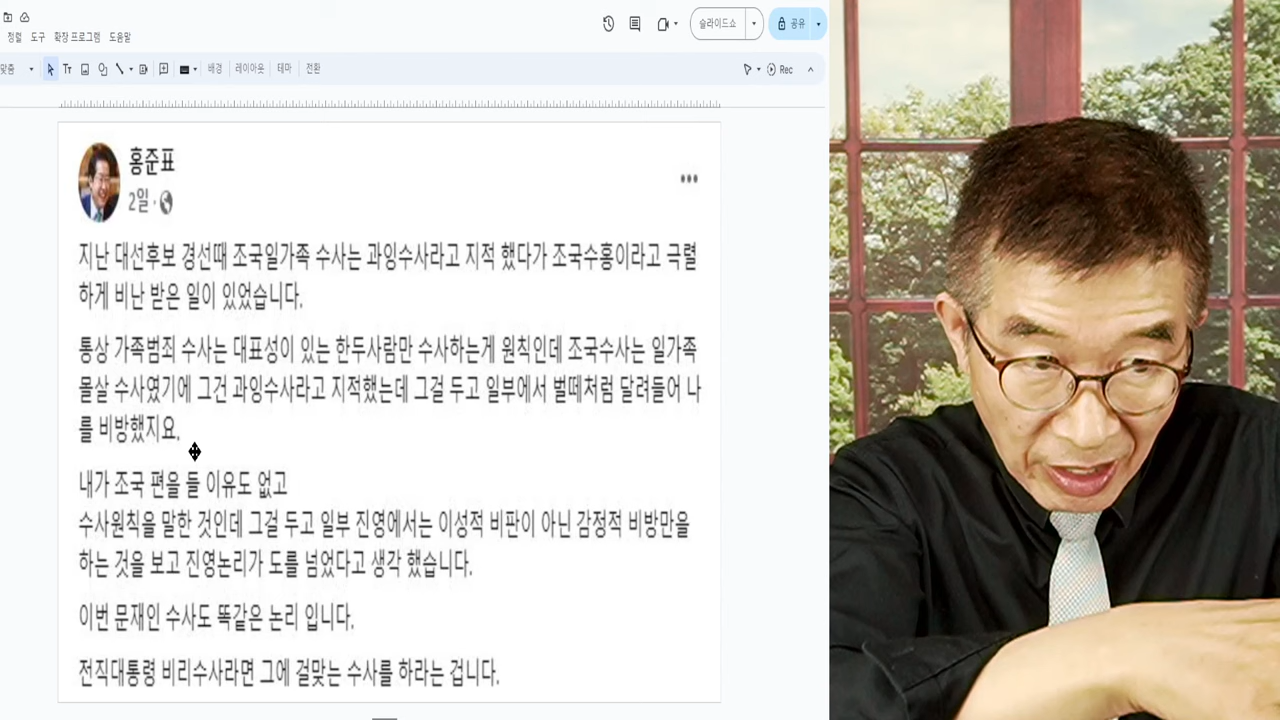 정렬 도구 확장 프로그램 도움말
슬라이드쇼
공유
맞춤
배경 레이아웃 테마 전환
Rec
홍준표
2일
지난 대선후보 경선때 조국일가족 수사는 과잉수사라고 지적 했다가 조국수홍이라고 극렬
하게 비난 받은 일이 있었습니다.
통상 가족범죄 수사는 대표성이 있는 한두사람만 수사하는게 원칙인데 조국수사는 일가족
몰살 수사였기에 그건 과잉수사라고 지적했는데 그걸 두고 일부에서 벌떼처럼 달려들어 나
를 비방했지요.
내가 조국 편을 들 이유도 없고
수사원칙을 말한 것인데 그걸 두고 일부 진영에서는 이성적 비판이 아닌 감정적 비방만을
하는 것을 보고 진영논리가 도를 넘었다고 생각 했습니다.
이번 문재인 수사도 똑같은 논리 입니다.
전직대통령 비리수사라면 그에 걸맞는 수사를 하라는 겁니다.